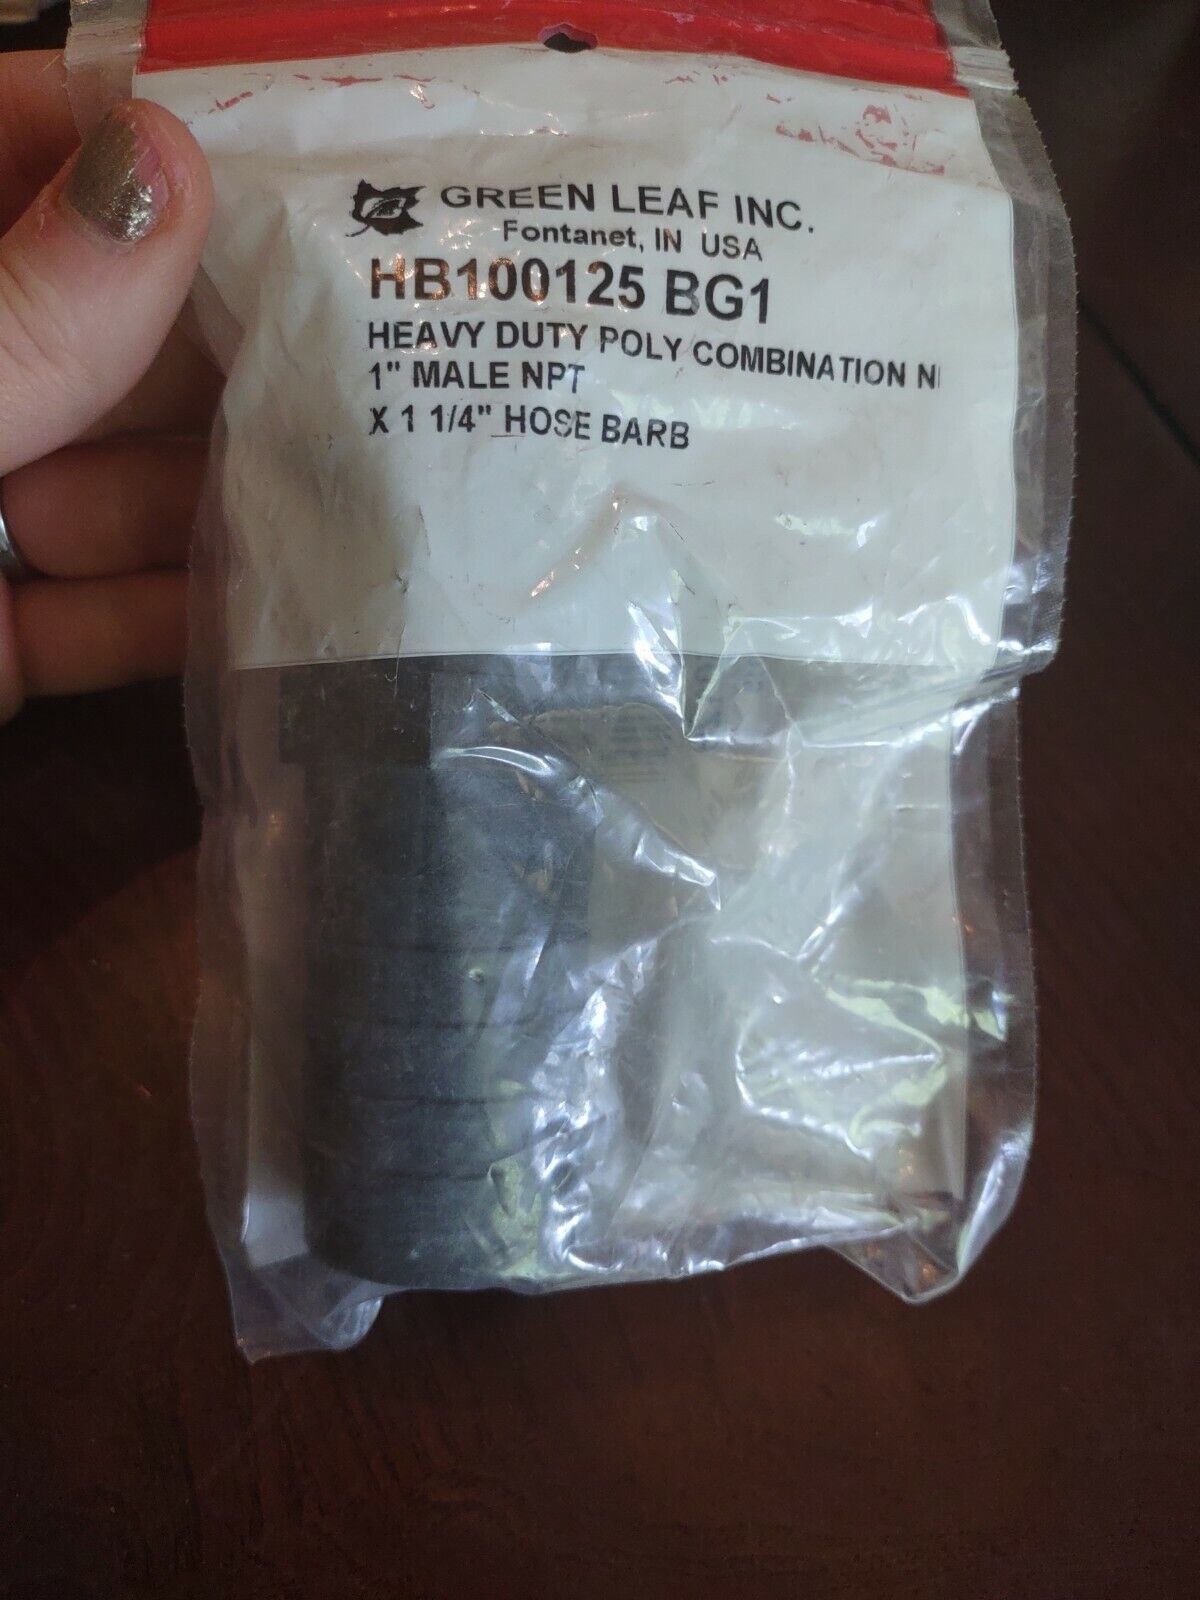 GREEN LEAF INC.
Fontanet, IN USA
HB100125 BG1
HEAVY DUTY POLY COMBINATION NI
1" MALE NPT
X 1 1/4" HOSE BARB